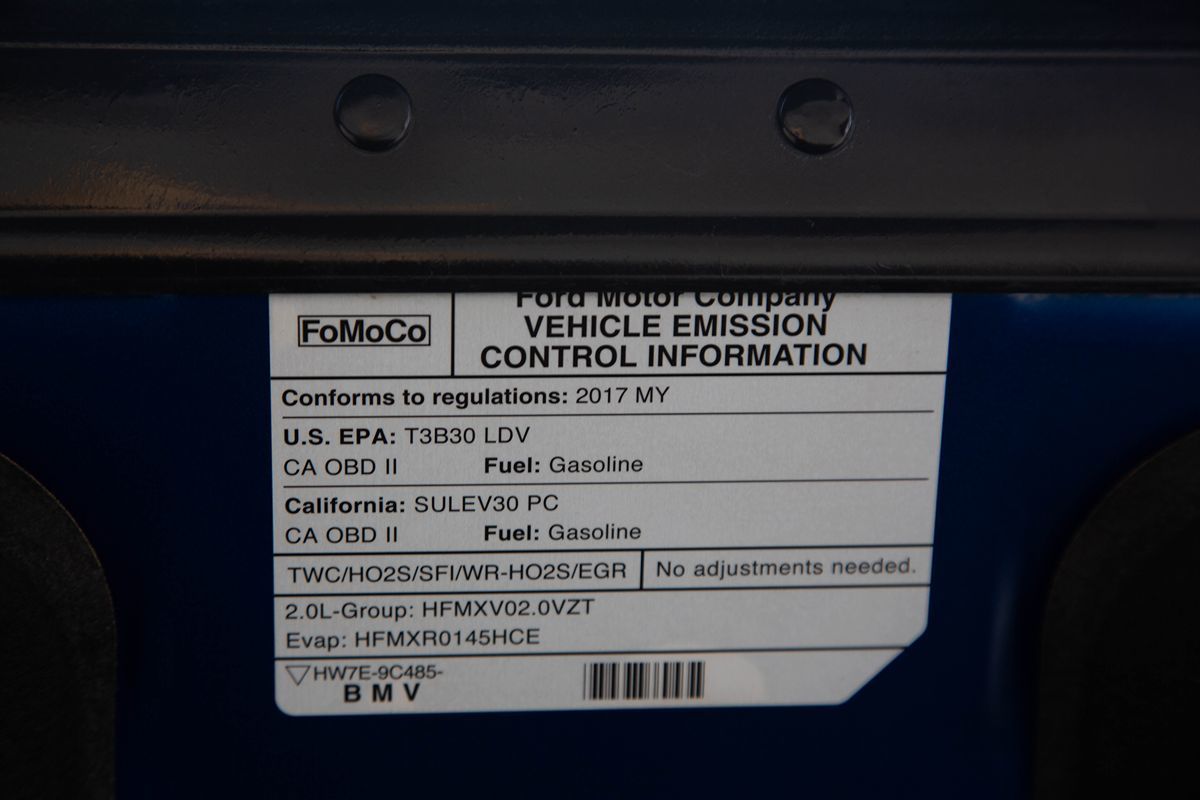 FoMoCo
Ford Motor Company
VEHICLE EMISSION
CONTROL INFORMATION
Conforms to regulations: 2017 MY
U.S. EPA: T3B30 LDV
CA OBD II Fuel: Gasoline
California: SULEV30 PC
CA OBD II Fuel: Gasoline
TWC/HO2S/SFI/WR-HO2S/EGR No adjustments needed.
2.0L-Group: HFMXV02.0VZT
Evap: HFMXR0145HCE
HW7E-9C485-
B M V